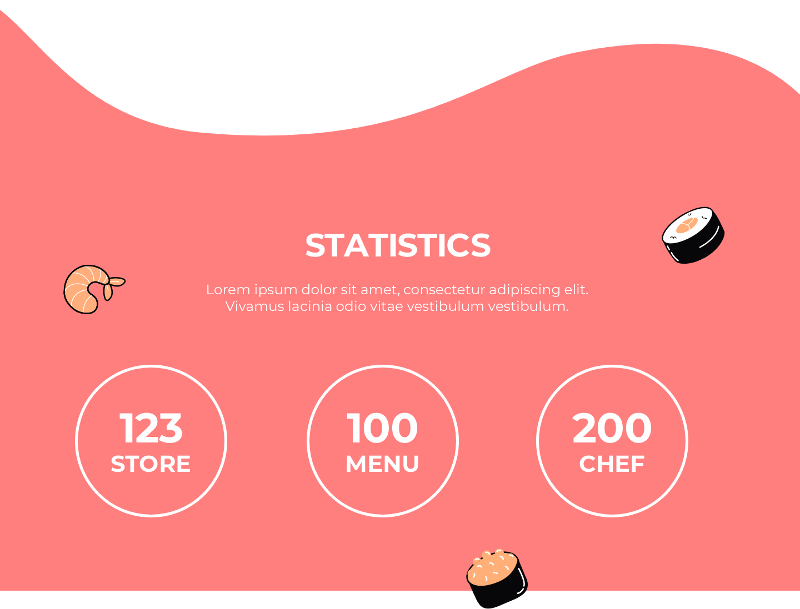 STATISTICS
Lorem ipsum dolor sit amet, consectetur adipiscing elit.
Vivamus lacinia odio vitae vestibulum vestibulum.
123
STORE
100
MENU
200
CHEF